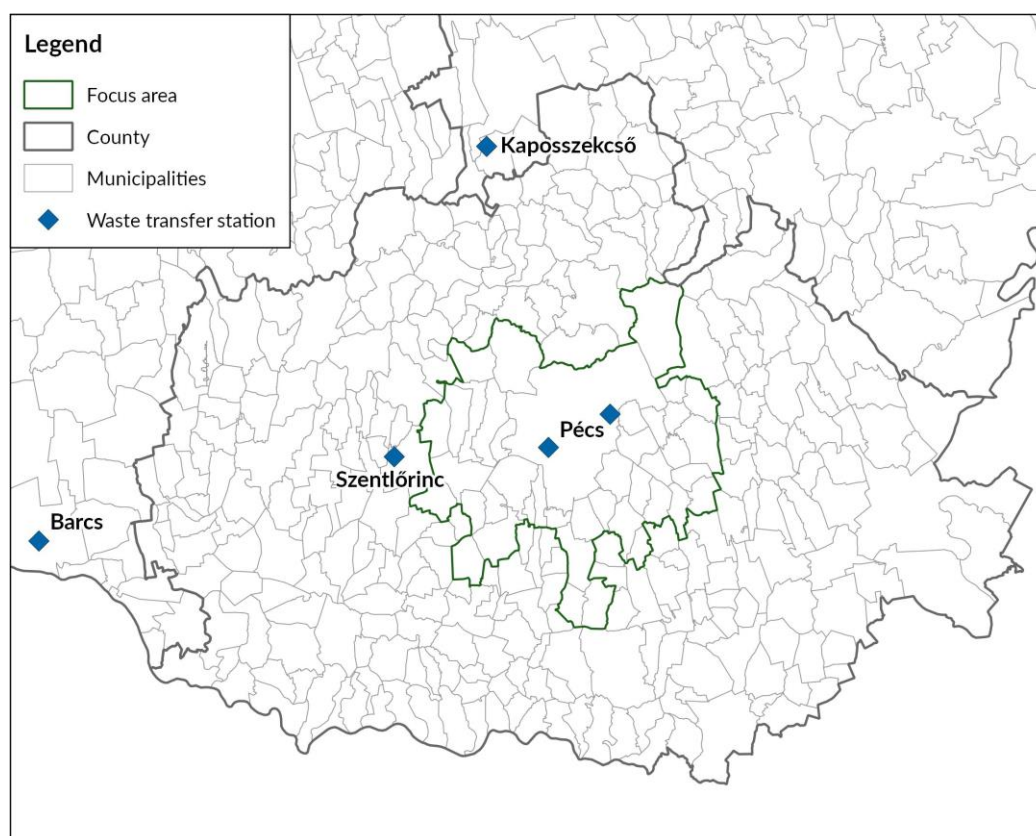 Legend
Focus area
County
Municipalities
Waste transfer station
Kaposszekcső
Pécs
Szentlőrinc
Barcs